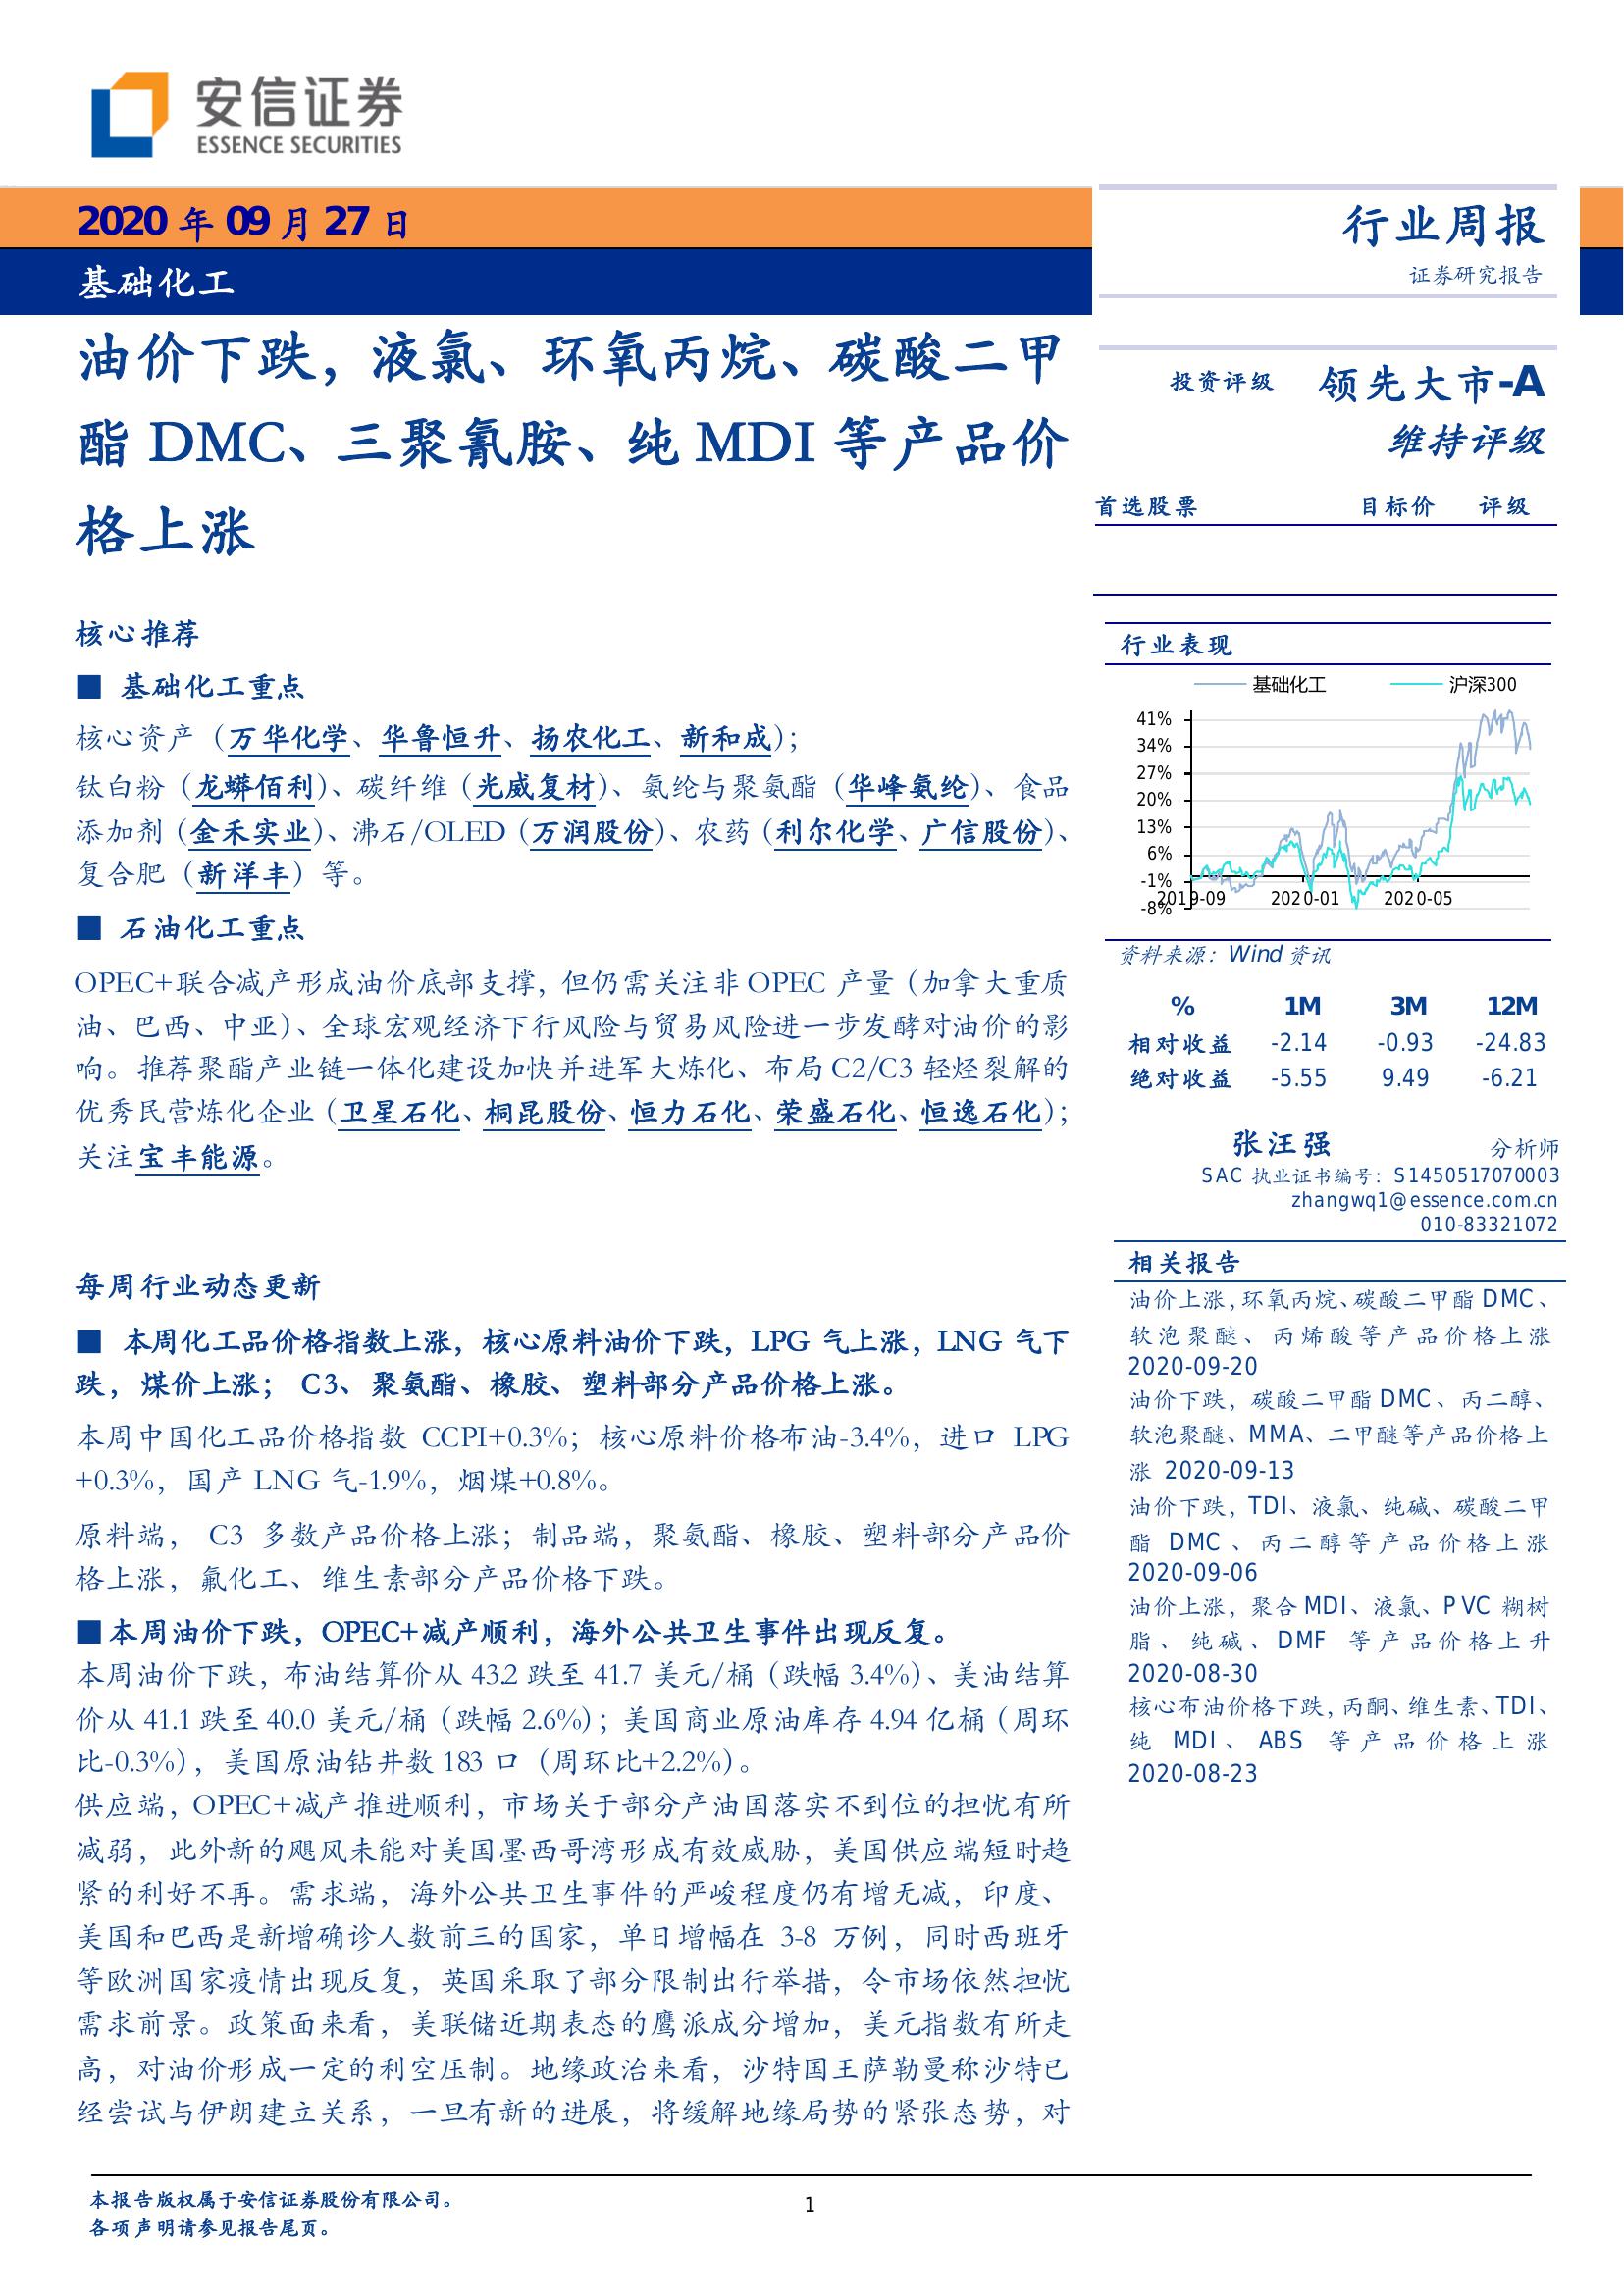 安信证券
ESSENCE SECURITIES
2020 年 09 月 27 日
基础化工
油价下跌，液氯、环氧丙烷、碳酸二甲
酯 DMC、三聚氰胺、纯 MDI 等产品价
格上涨
核心推荐
■ 基础化工重点
核心资产（万华化学、华鲁恒升、扬农化工、新和成）；
钛白粉（龙蟒佰利）、碳纤维（光威复材）、氨纶与聚氨酯（华峰氨纶）、食品
添加剂（金禾实业）、沸石/OLED（万润股份）、农药（利尔化学、广信股份）、
复合肥（新洋丰）等。
■ 石油化工重点
OPEC+联合减产形成油价底部支撑，但仍需关注非 OPEC 产量（加拿大重质
油、巴西、中亚）、全球宏观经济下行风险与贸易风险进一步发酵对油价的影
响。推荐聚酯产业链一体化建设加快并进军大炼化、布局 C2/C3 轻烃裂解的
优秀民营炼化企业（卫星石化、桐昆股份、恒力石化、荣盛石化、恒逸石化）；
关注宝丰能源。
每周行业动态更新
■ 本周化工品价格指数上涨，核心原料油价下跌，LPG 气上涨，LNG 气下
跌，煤价上涨； C3、聚氨酯、橡胶、塑料部分产品价格上涨。
本周中国化工品价格指数 CCPI+0.3%；核心原料价格布油-3.4%，进口 LPG
+0.3%，国产 LNG 气-1.9%，烟煤+0.8%。
原料端， C3 多数产品价格上涨；制品端，聚氨酯、橡胶、塑料部分产品价
格上涨，氟化工、维生素部分产品价格下跌。
■本周油价下跌，OPEC+减产顺利，海外公共卫生事件出现反复。
本周油价下跌，布油结算价从 43.2 跌至 41.7 美元/桶（跌幅 3.4%）、美油结算
价从 41.1 跌至 40.0 美元/桶（跌幅 2.6%）；美国商业原油库存 4.94 亿桶（周环
比-0.3%），美国原油钻井数 183 口（周环比+2.2%）。
供应端，OPEC+减产推进顺利，市场关于部分产油国落实不到位的担忧有所
减弱，此外新的飓风未能对美国墨西哥湾形成有效威胁，美国供应端短时趋
紧的利好不再。需求端，海外公共卫生事件的严峻程度仍有增无减，印度、
美国和巴西是新增确诊人数前三的国家，单日增幅在 3-8 万例，同时西班牙
等欧洲国家疫情出现反复，英国采取了部分限制出行举措，令市场依然担忧
需求前景。政策面来看，美联储近期表态的鹰派成分增加，美元指数有所走
高，对油价形成一定的利空压制。地缘政治来看，沙特国王萨勒曼称沙特已
经尝试与伊朗建立关系，一旦有新的进展，将缓解地缘局势的紧张态势，对
行业周报
证券研究报告
投资评级 领先大市-A
维持评级
首选股票 目标价 评级
行业表现
基础化工 沪深300
41%
34%
27%
20%
13%
6%
-1%
-8%
2019-09 2020-01 2020-05
资料来源：Wind 资讯
% 1M 3M 12M
相对收益 -2.14 -0.93 -24.83
绝对收益 -5.55 9.49 -6.21
张汪强 分析师
SAC 执业证书编号：S1450517070003
zhangwq1@essence.com.cn
010-83321072
相关报告
油价上涨，环氧丙烷、碳酸二甲酯 DMC、
软泡聚醚、丙烯酸等产品价格上涨
2020-09-20
油价下跌，碳酸二甲酯 DMC、丙二醇、
软泡聚醚、MMA、二甲醚等产品价格上
涨 2020-09-13
油价下跌，TDI、液氯、纯碱、碳酸二甲
酯 DMC、丙二醇等产品价格上涨
2020-09-06
油价上涨，聚合 MDI、液氯、PVC 糊树
脂、纯碱、DMF 等产品价格上升
2020-08-30
核心布油价格下跌，丙酮、维生素、TDI、
纯 MDI、ABS 等产品价格上涨
2020-08-23
本报告版权属于安信证券股份有限公司。
各项声明请参见报告尾页。
1